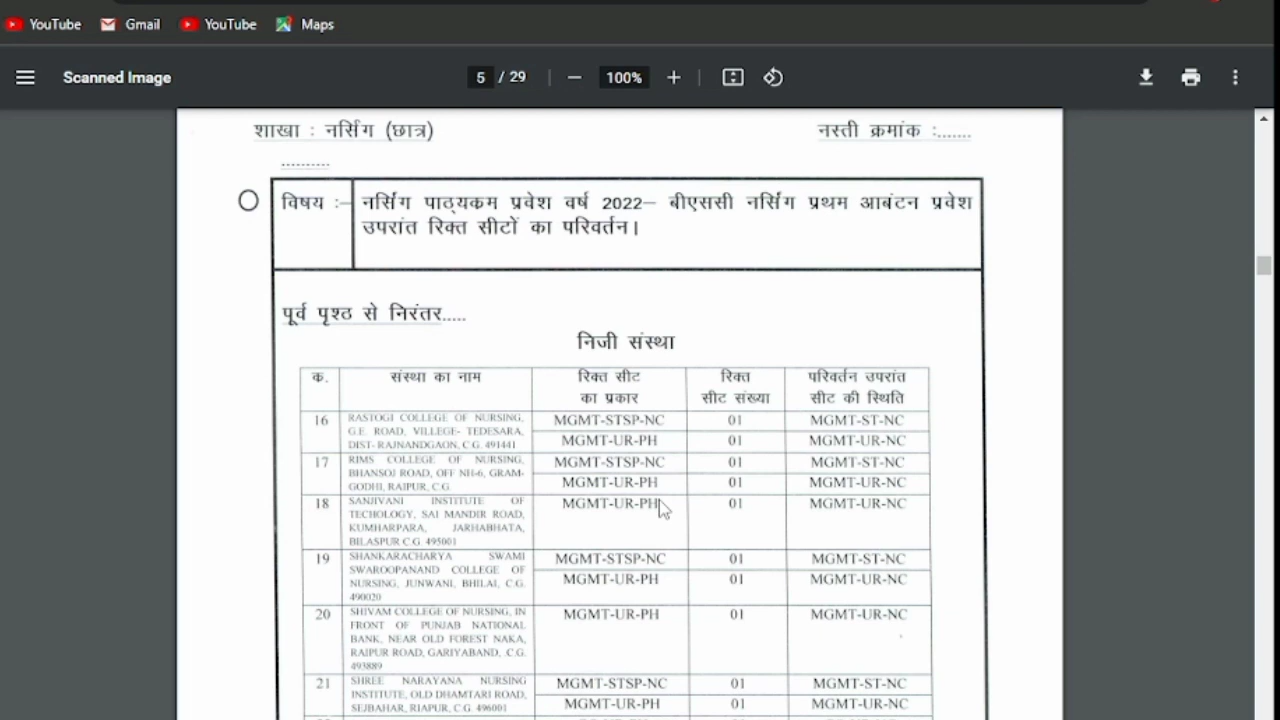 YouTube Gmail YouTube Maps
Scanned Image 5 / 29 100%
शाखा : नर्सिंग (छात्र) नस्ती क्रमांक :.......
..........
विषय :– नर्सिंग पाठ्यकम प्रवेश वर्ष 2022– बीएससी नर्सिंग प्रथम आबंटन प्रवेश
उपरांत रिक्त सीटों का परिवर्तन।
पूर्व पृश्ठ से निरंतर.....
निजी संस्था
क. संस्था का नाम रिक्त सीट रिक्त परिवर्तन उपरांत
का प्रकार सीट संख्या सीट की स्थिति
16 RASTOGI COLLEGE OF NURSING, MGMT-STSP-NC 01 MGMT-ST-NC
G.E. ROAD, VILLEGE- TEDESARA,
DIST- RAJNANDGAON, C.G. 491441 MGMT-UR-PH 01 MGMT-UR-NC
17 RIMS COLLEGE OF NURSING, MGMT-STSP-NC 01 MGMT-ST-NC
BHANSOJ ROAD, OFF NH-6, GRAM-
GODHI, RAIPUR, C.G. MGMT-UR-PH 01 MGMT-UR-NC
18 SANJIVANI INSTITUTE OF MGMT-UR-PH 01 MGMT-UR-NC
TECHOLOGY, SAI MANDIR ROAD,
KUMHARPARA, JARHABHATA,
BILASPUR C.G. 495001
19 SHANKARACHARYA SWAMI MGMT-STSP-NC 01 MGMT-ST-NC
SWAROOPANAND COLLEGE OF
NURSING, JUNWANI, BHILAI, C.G. MGMT-UR-PH 01 MGMT-UR-NC
490020
20 SHIVAM COLLEGE OF NURSING, IN MGMT-UR-PH 01 MGMT-UR-NC
FRONT OF PUNJAB NATIONAL
BANK, NEAR OLD FOREST NAKA,
RAIPUR ROAD, GARIYABAND, .C.G.
493889
21 SHREE NARAYANA NURSING MGMT-STSP-NC 01 MGMT-ST-NC
INSTITUTE, OLD DHAMTARI ROAD,
SEJBAHAR, RIAPUR, C.G. 496001 MGMT-UR-PH 01 MGMT-UR-NC